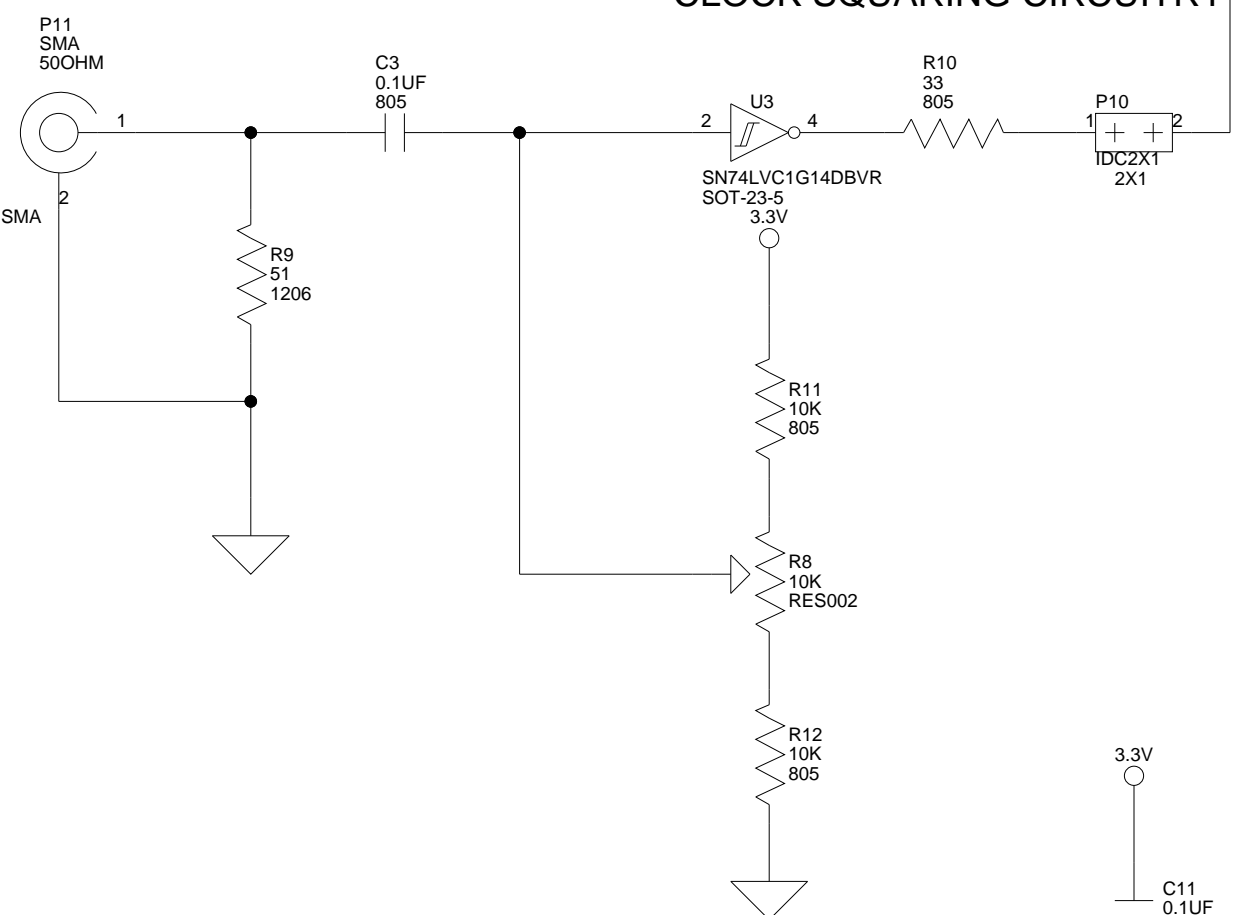 CLOCK SQUARING CIRCUITRY
P11
SMA
50OHM
1
2
SMA
R9
51
1206
C3
0.1UF
805
2
U3
4
SN74LVC1G14DBVR
SOT-23-5
3.3V
R10
33
805
P10
1
2
IDC2X1
2X1
R11
10K
805
R8
10K
RES002
R12
10K
805
3.3V
C11
0.1UF